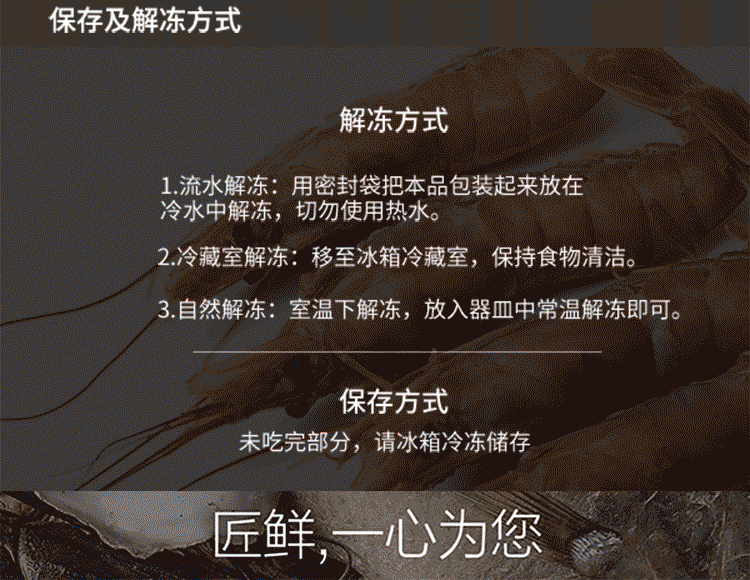 保存及解冻方式
解冻方式
1.流水解冻：用密封袋把本品包装起来放在
冷水中解冻，切勿使用热水。
2.冷藏室解冻：移至冰箱冷藏室，保持食物清洁。
3.自然解冻：室温下解冻，放入器皿中常温解冻即可。
保存方式
未吃完部分，请冰箱冷冻储存
匠鲜,一心为您